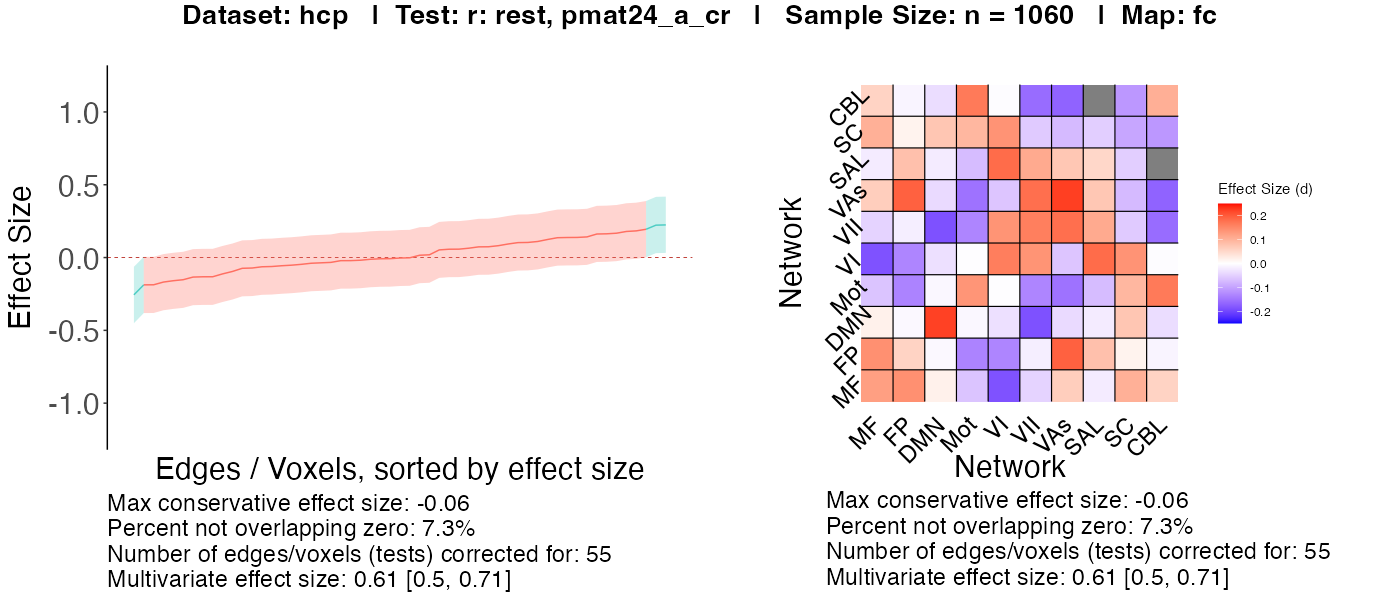 Dataset: hcp | Test: r: rest, pmat24_a_cr | Sample Size: n = 1060 | Map: fc
Effect Size
1.0
0.5
0.0
-0.5
-1.0
Edges / Voxels, sorted by effect size
Max conservative effect size: -0.06
Percent not overlapping zero: 7.3%
Number of edges/voxels (tests) corrected for: 55
Multivariate effect size: 0.61 [0.5, 0.71]
Network
CBL
SC
SAL
VAs
VII
VI
Mot
DMN
FP
MF
MF FP DMN Mot VI VII VAs SAL SC CBL
Network
Effect Size (d)
0.2
0.1
0.0
-0.1
-0.2
Max conservative effect size: -0.06
Percent not overlapping zero: 7.3%
Number of edges/voxels (tests) corrected for: 55
Multivariate effect size: 0.61 [0.5, 0.71]